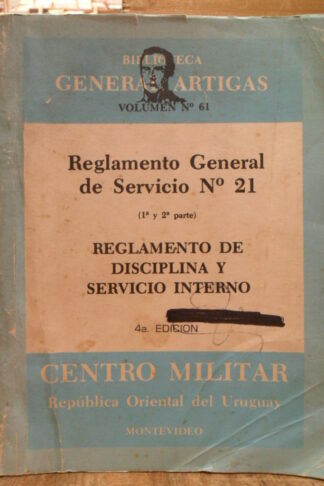 BIBLIOTECA
GENERAL ARTIGAS
VOLUMEN Nº 61
Reglamento General
de Servicio Nº 21
(1ª y 2ª parte)
REGLAMENTO DE
DISCIPLINA Y
SERVICIO INTERNO
4a. EDICION
CENTRO MILITAR
República Oriental del Uruguay
MONTEVIDEO